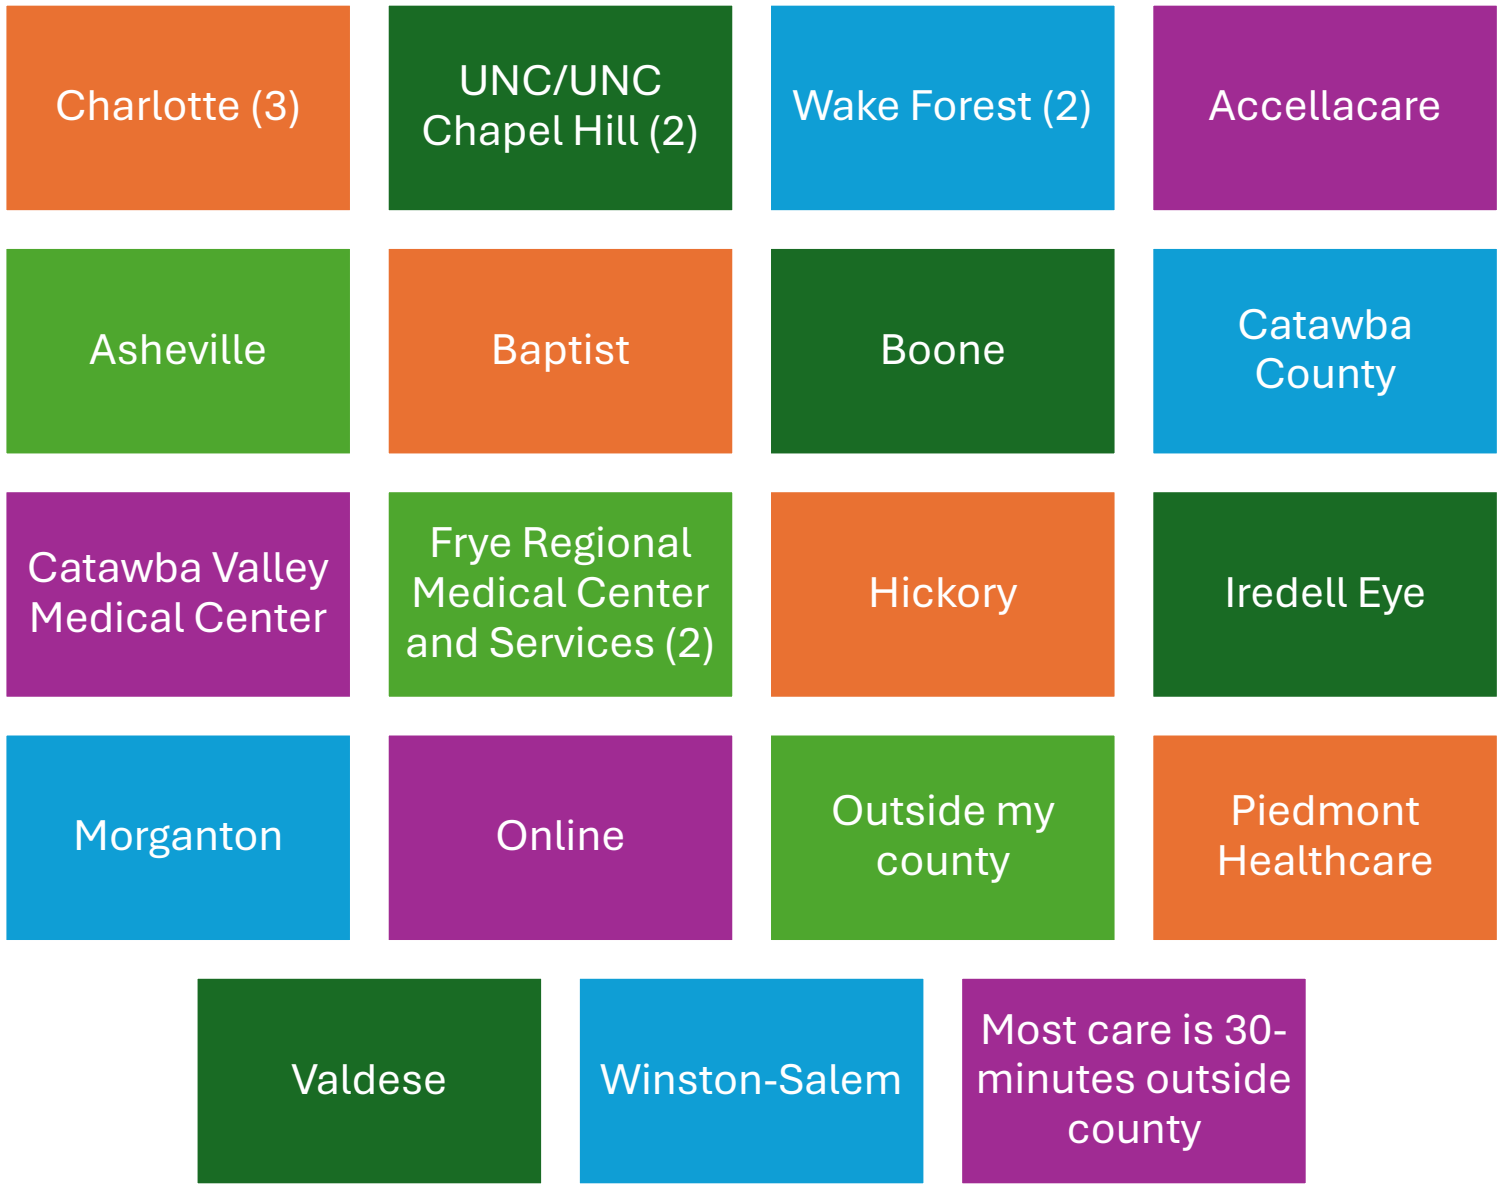 Charlotte (3)
UNC/UNC
Chapel Hill (2)
Wake Forest (2)
Accellacare
Asheville
Baptist
Boone
Catawba
County
Catawba Valley
Medical Center
Frye Regional
Medical Center
and Services (2)
Hickory
Iredell Eye
Morganton
Online
Outside my
county
Piedmont
Healthcare
Valdese
Winston-Salem
Most care is 30-
minutes outside
county